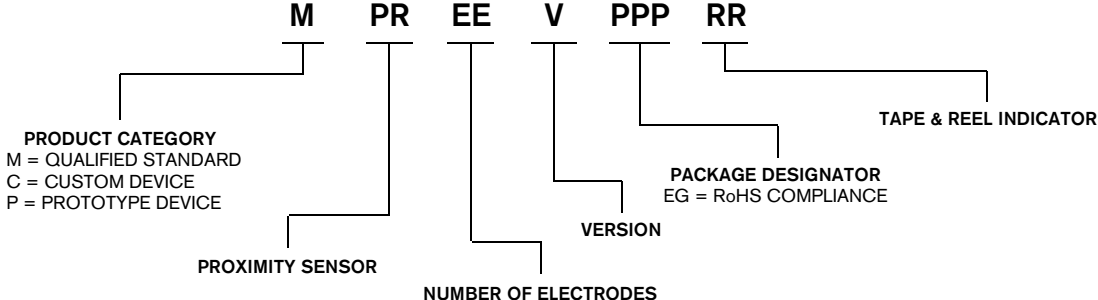 M PR EE V PPP RR
PRODUCT CATEGORY
M = QUALIFIED STANDARD
C = CUSTOM DEVICE
P = PROTOTYPE DEVICE
PROXIMITY SENSOR
NUMBER OF ELECTRODES
VERSION
PACKAGE DESIGNATOR
EG = RoHS COMPLIANCE
TAPE & REEL INDICATOR